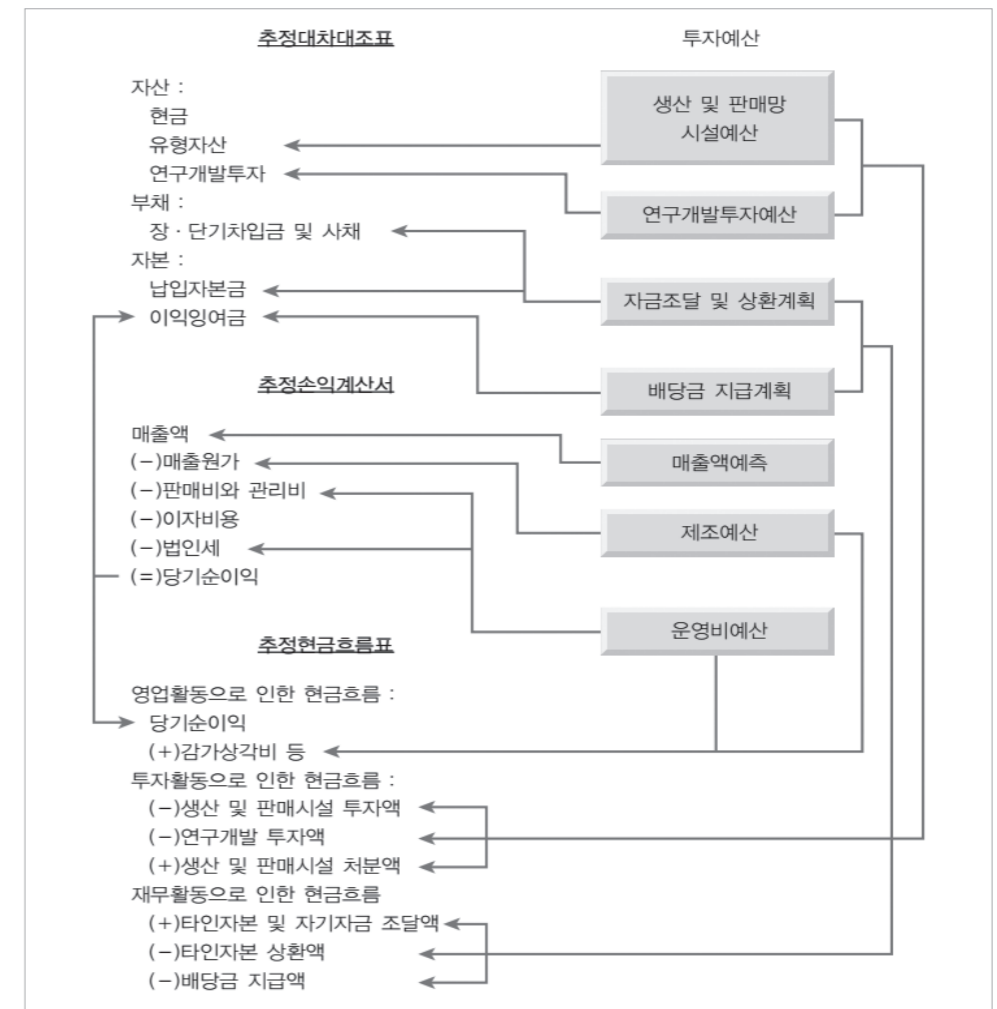 추정대차대조표
자산 :
현금
유형자산
연구개발투자
부채 :
장 · 단기차입금 및 사채
자본 :
납입자본금
이익잉여금
추정손익계산서
매출액
(-)매출원가
(-)판매비와 관리비
(-)이자비용
(-)법인세
(=)당기순이익
추정현금흐름표
영업활동으로 인한 현금흐름 :
당기순이익
(+)감가상각비 등
투자활동으로 인한 현금흐름 :
(-)생산 및 판매시설 투자액
(-)연구개발 투자액
(+)생산 및 판매시설 처분액
재무활동으로 인한 현금흐름
(+)타인자본 및 자기자금 조달액
(-)타인자본 상환액
(-)배당금 지급액
투자예산
생산 및 판매망
시설예산
연구개발투자예산
자금조달 및 상환계획
배당금 지급계획
매출액예측
제조예산
운영비예산